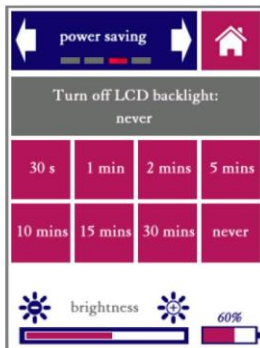 power saving
Turn off LCD backlight:
never
30 s 1 min 2 mins 5 mins
10 mins 15 mins 30 mins never
brightness
60%